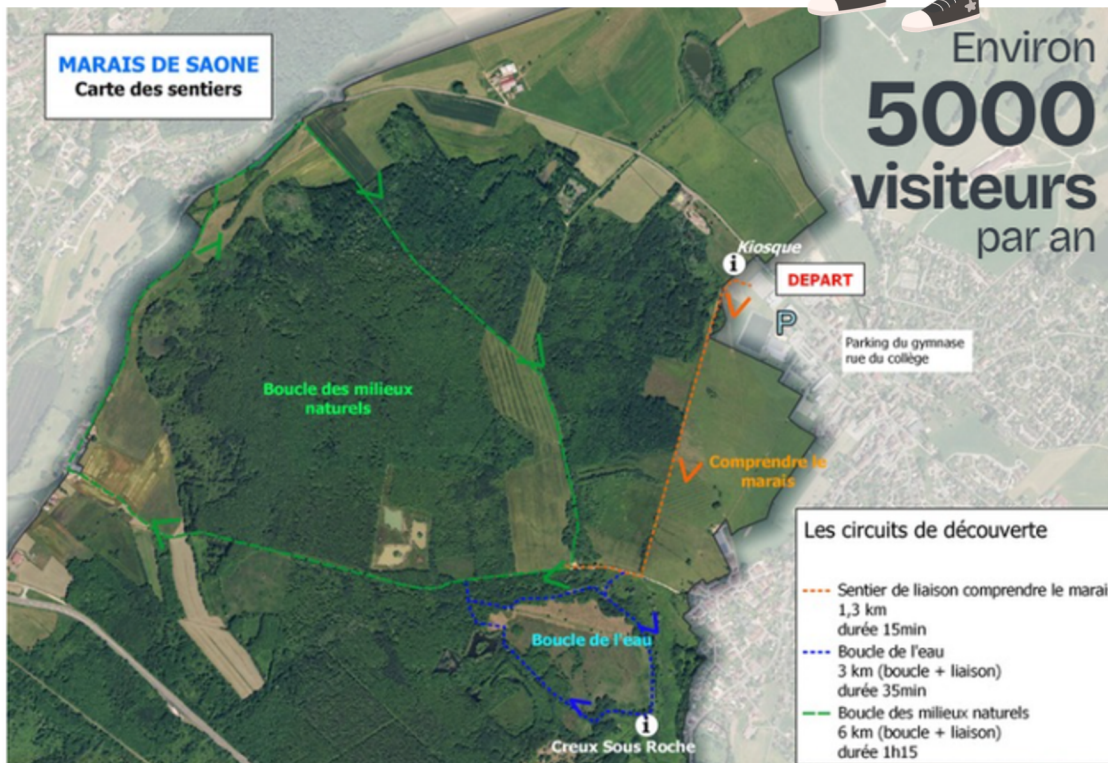 MARAIS DE SAONE
Carte des sentiers
Environ
5000
visiteurs
par an
Kiosque
i
DEPART
P
Parking du gymnase
rue du collège
Boucle des milieux
naturels
Comprendre le
marais
Boucle de l'eau
i
Creux Sous Roche
Les circuits de découverte
Sentier de liaison comprendre le marai
1,3 km
durée 15min
Boucle de l'eau
3 km (boucle + liaison)
durée 35min
Boucle des milieux naturels
6 km (boucle + liaison)
durée 1h15